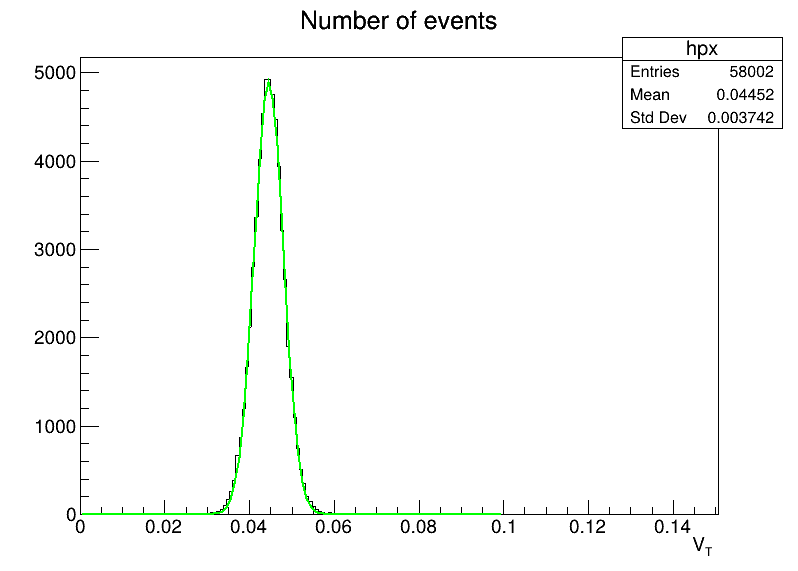 Number of events
hpx
Entries 58002
Mean 0.04452
Std Dev 0.003742
5000
4000
3000
2000
1000
0
0 0.02 0.04 0.06 0.08 0.1 0.12 0.14
V_T